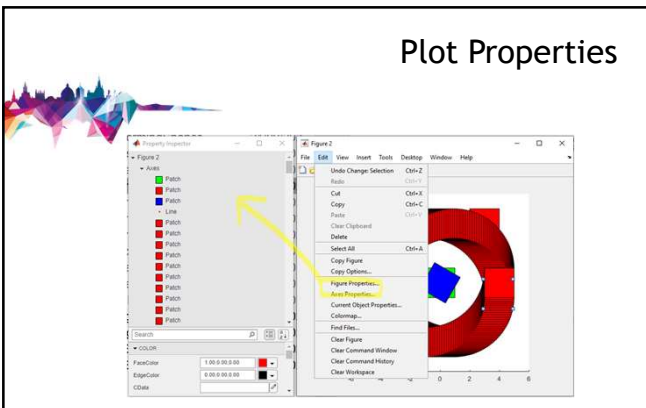 Plot Properties
Property Inspector
Figure 2
Axes
Patch
Patch
Patch
Line
Patch
Patch
Patch
Patch
Patch
Patch
Patch
Patch
Patch
Search
COLOR
FaceColor 1.00 0.00 0.00
EdgeColor 0.00 0.00 0.00
CData
Figure 2
File Edit View Insert Tools Desktop Window Help
Undo Change: Selection Ctrl+Z
Redo Ctrl+Y
Cut Ctrl+X
Copy Ctrl+C
Paste Ctrl+V
Clear Clipboard
Delete
Select All Ctrl+A
Copy Figure
Copy Options...
Figure Properties...
Axes Properties...
Current Object Properties...
Colormap...
Find Files...
Clear Figure
Clear Command Window
Clear Command History
Clear Workspace
0 2 4 6